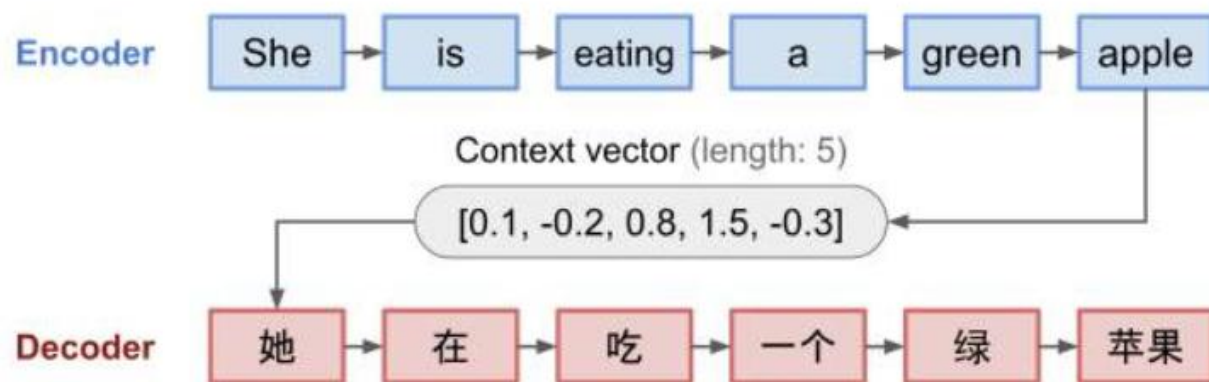 Encoder She is eating a green apple
Context vector (length: 5)
[0.1, -0.2, 0.8, 1.5, -0.3]
Decoder 她 在 吃 一个 绿 苹果